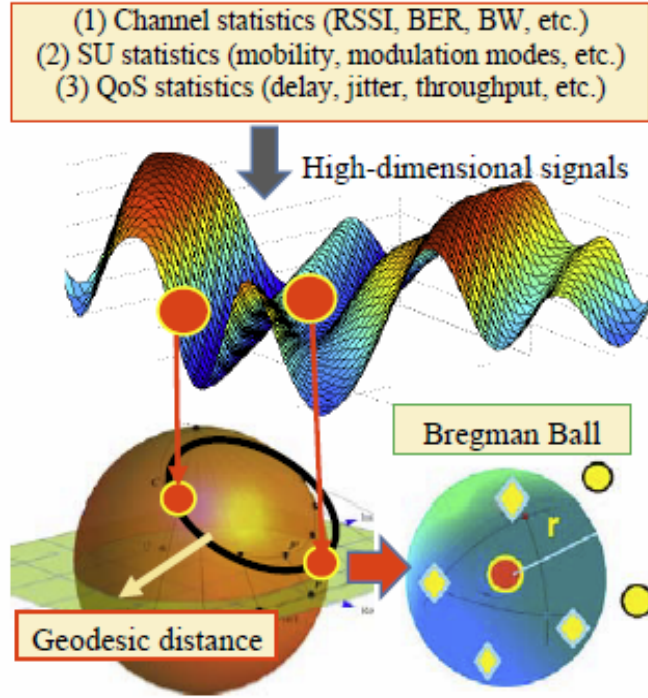 (1) Channel statistics (RSSI, BER, BW, etc.)
(2) SU statistics (mobility, modulation modes, etc.)
(3) QoS statistics (delay, jitter, throughput, etc.)
High-dimensional signals
Bregman Ball
r
Geodesic distance